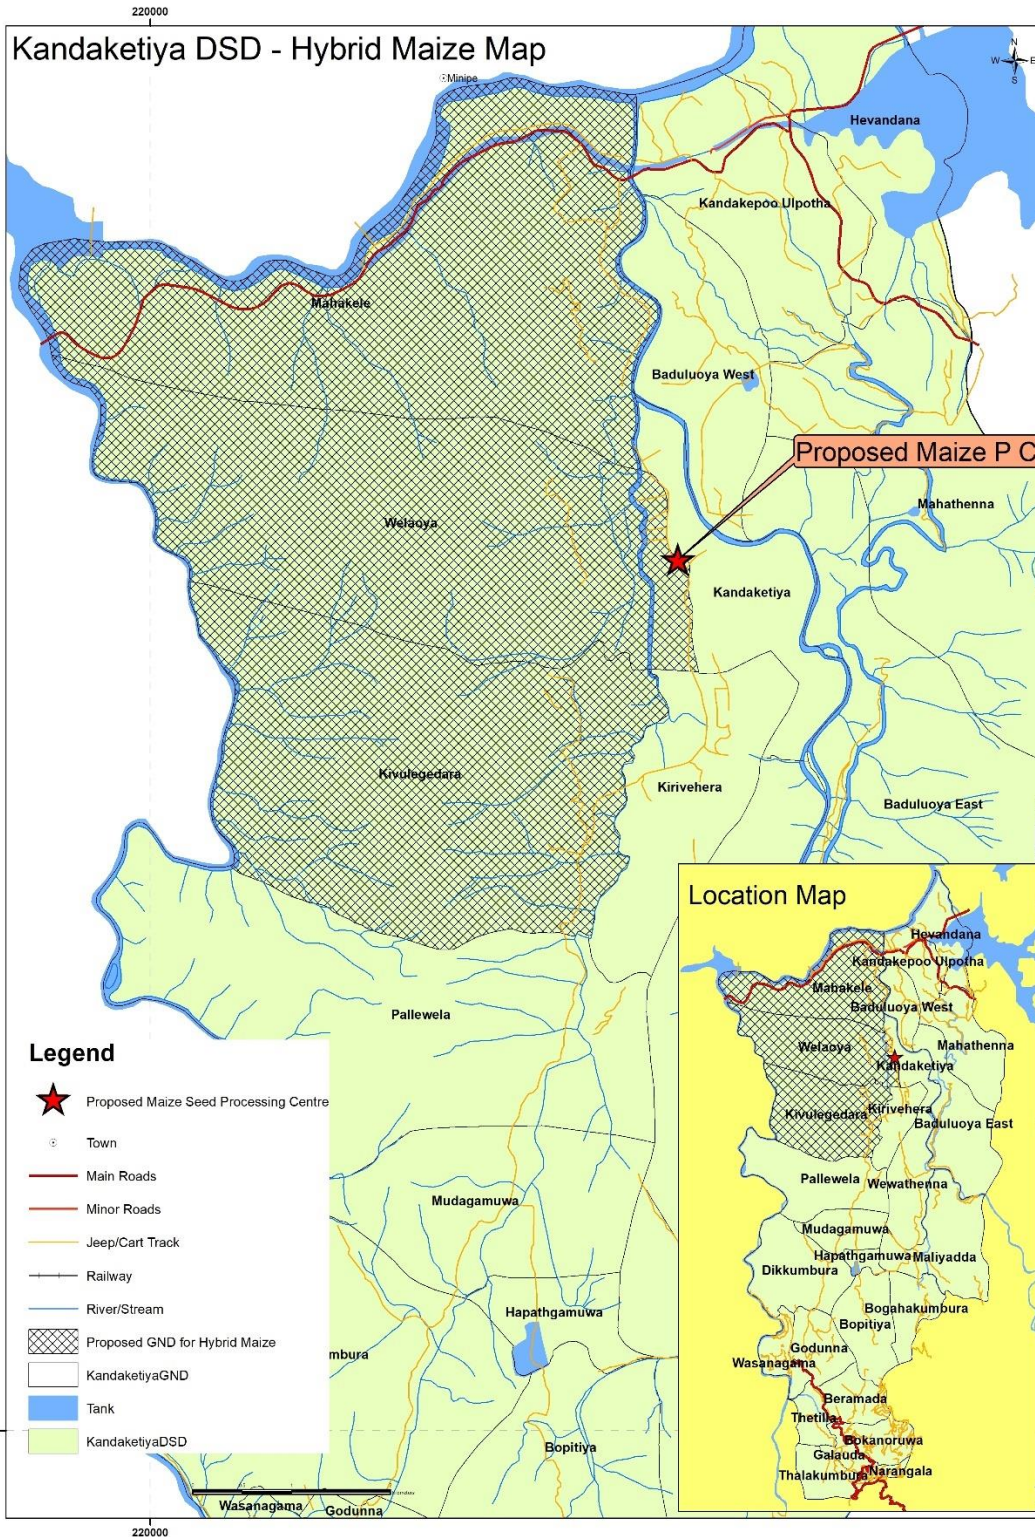 220000
Kandaketiya DSD - Hybrid Maize Map
N
W E
S
Minipe
Hevandana
Kandakepoo Ulpotha
Mahakele
Baduluoya West
Proposed Maize P C
Mahathenna
Welaoya
Kandaketiya
Kivulegedara
Kirivehera
Baduluoya East
Pallewela
Mudagamuwa
Hapathgamuwa
mbura
Bopitiya
Wasanagama
Godunna
Legend
Proposed Maize Seed Processing Centre
Town
Main Roads
Minor Roads
Jeep/Cart Track
Railway
River/Stream
Proposed GND for Hybrid Maize
KandaketiyaGND
Tank
KandaketiyaDSD
Location Map
Hevandana
Kandakepoo Ulpotha
Mahakele
Baduluoya West
Welaoya
Mahathenna
Kandaketiya
Kivulegedara
Kirivehera
Baduluoya East
Pallewela
Wewathenna
Mudagamuwa
Hapathgamuwa
Maliyadda
Dikkumbura
Bogahakumbura
Bopitiya
Godunna
Wasanagama
Beramada
Thetilla
Bokanoruwa
Galauda
Thalakumbura
Narangala
220000